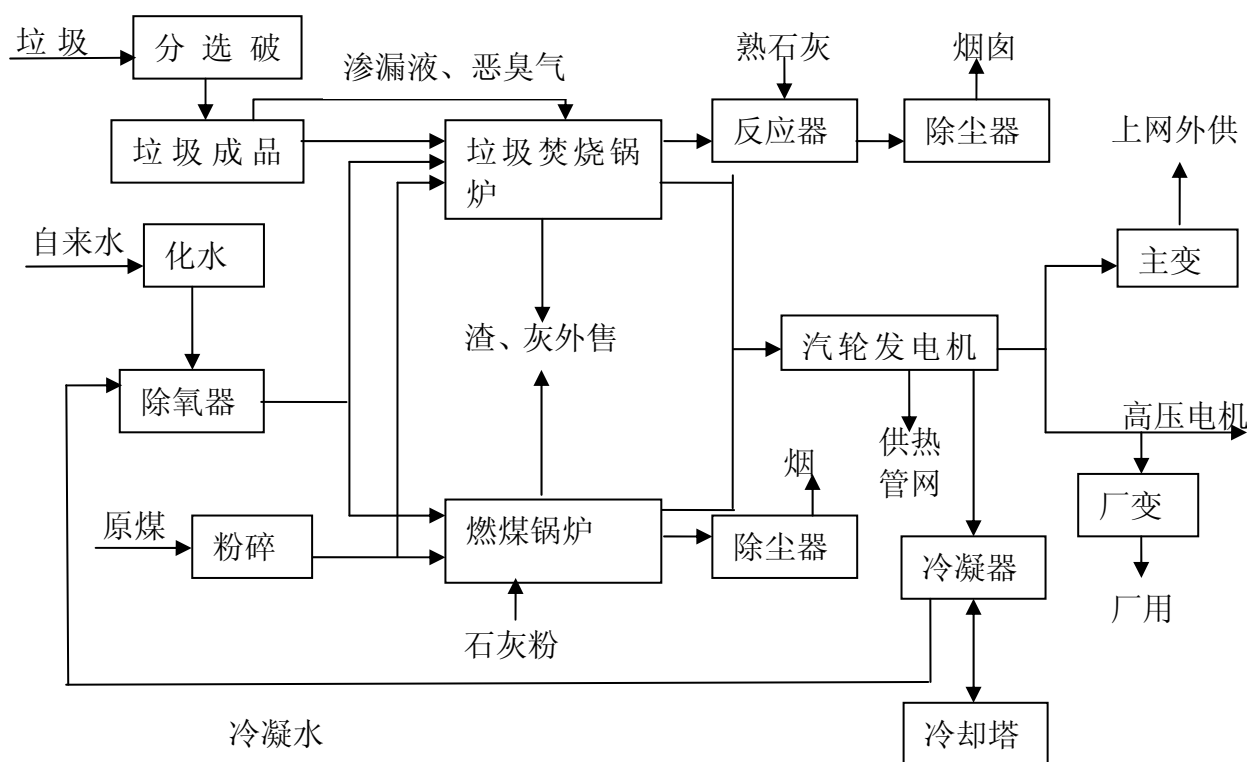 垃圾
分选破
熟石灰
烟囱
渗漏液、恶臭气
垃圾成品
垃圾焚烧锅
炉
反应器
除尘器
上网外供
自来水
化水
主变
渣、灰外售
汽轮发电机
除氧器
高压电机
供热
管网
烟
原煤
粉碎
燃煤锅炉
除尘器
厂变
冷凝器
厂用
石灰粉
冷凝水
冷却塔